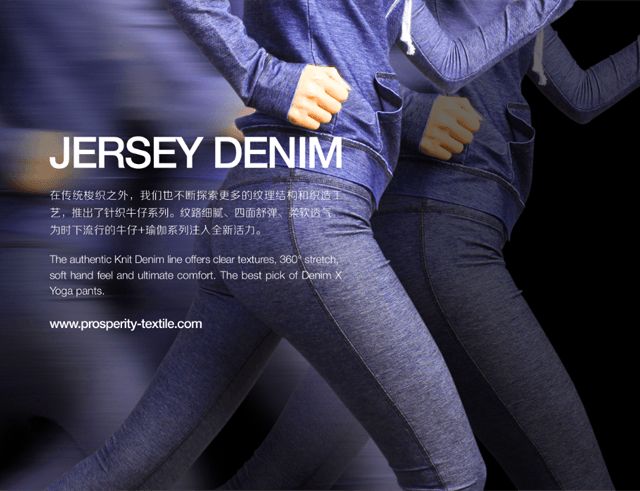 JERSEY DENIM
在传统梭织之外，我们也不断探索更多的纹理结构和织造工
艺，推出了针织牛仔系列。纹路细腻、四面舒弹、柔软透气，
为时下流行的牛仔+瑜伽系列注入全新活力。
The authentic Knit Denim line offers clear textures, 360° stretch,
soft hand feel and ultimate comfort. The best pick of Denim X
Yoga pants.
www.prosperity-textile.com